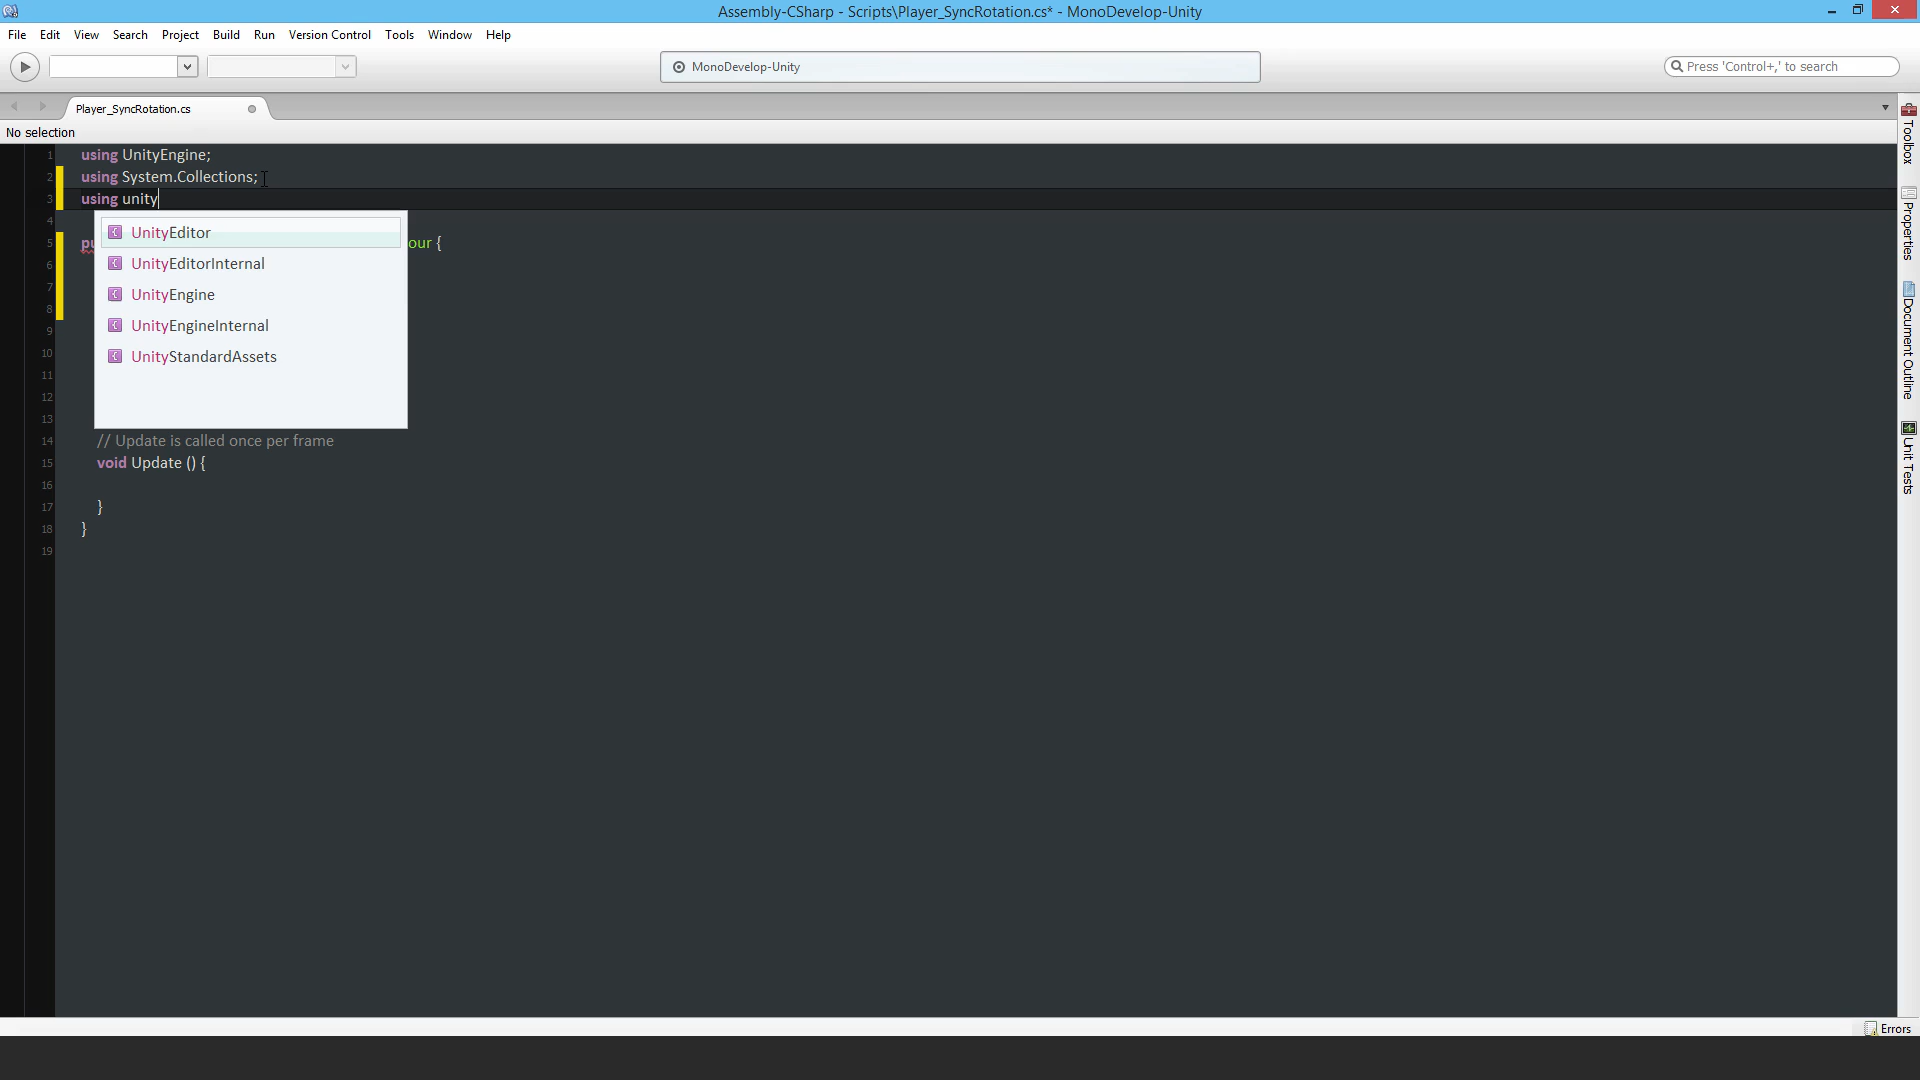 Assembly-CSharp - Scripts\Player_SyncRotation.cs* - MonoDevelop-Unity
File Edit View Search Project Build Run Version Control Tools Window Help
MonoDevelop-Unity
Press 'Control+,' to search
Player_SyncRotation.cs
No selection
1 using UnityEngine;
2 using System.Collections;
3 using unity
4
UnityEditor
5 pu our {
6 UnityEditorInternal
7 UnityEngine
8
9 UnityEngineInternal
10 UnityStandardAssets
11
12
13
14 // Update is called once per frame
15 void Update () {
16
17 }
18 }
19
Toolbox
Properties
Document Outline
Unit Tests
Errors